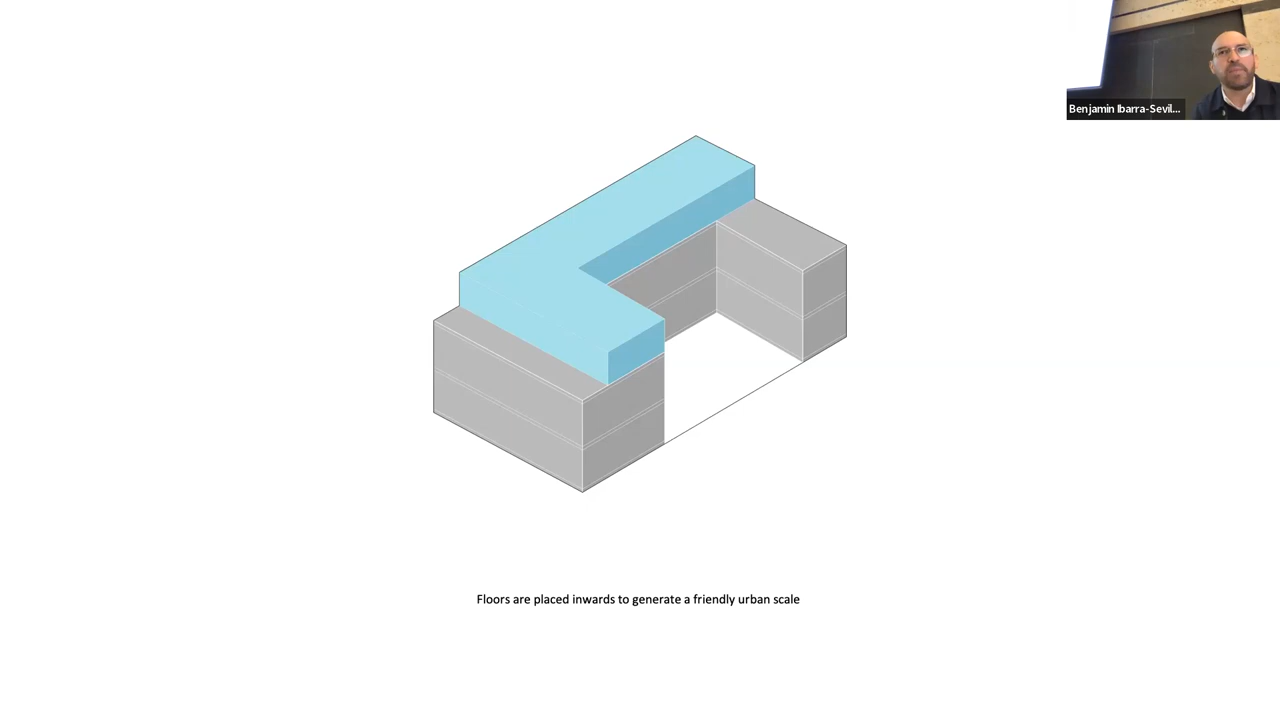 Benjamin Ibarra-Sevil...
Floors are placed inwards to generate a friendly urban scale